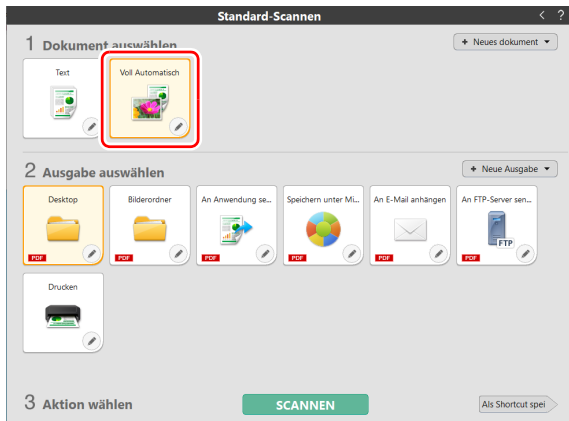 Standard-Scannen < ?
1 Dokument auswählen
+ Neues dokument
Text
Voll Automatisch
2 Ausgabe auswählen
+ Neue Ausgabe
Desktop
Bilderordner
An Anwendung se...
Speichern unter Mi...
An E-Mail anhängen
An FTP-Server sen...
FTP
PDF
PDF
PDF
PDF
PDF
PDF
Drucken
3 Aktion wählen
SCANNEN
Als Shortcut spei